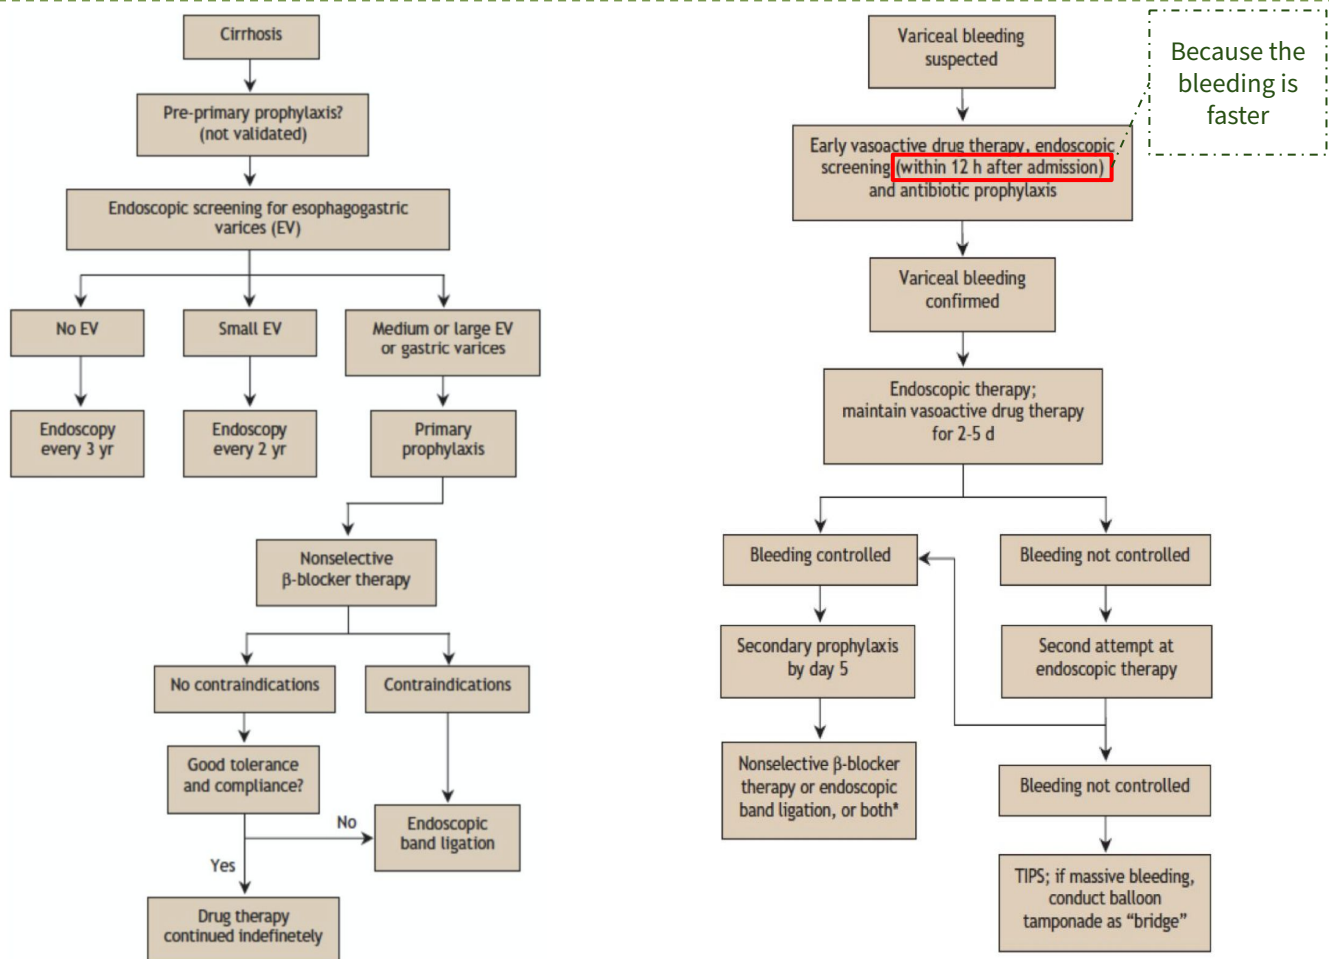 Cirrhosis
Pre-primary prophylaxis?
(not validated)
Endoscopic screening for esophagogastric
varices (EV)
No EV
Small EV
Medium or large EV
or gastric varices
Endoscopy
every 3 yr
Endoscopy
every 2 yr
Primary
prophylaxis
Nonselective
β-blocker therapy
No contraindications
Contraindications
Good tolerance
and compliance?
No
Endoscopic
band ligation
Yes
Drug therapy
continued indefinetely
Variceal bleeding
suspected
Because the
bleeding is
faster
Early vasoactive drug therapy, endoscopic
screening (within 12 h after admission)
and antibiotic prophylaxis
Variceal bleeding
confirmed
Endoscopic therapy;
maintain vasoactive drug therapy
for 2-5 d
Bleeding controlled
Bleeding not controlled
Secondary prophylaxis
by day 5
Second attempt at
endoscopic therapy
Nonselective β-blocker
therapy or endoscopic
band ligation, or both*
Bleeding not controlled
TIPS; if massive bleeding,
conduct balloon
tamponade as “bridge”